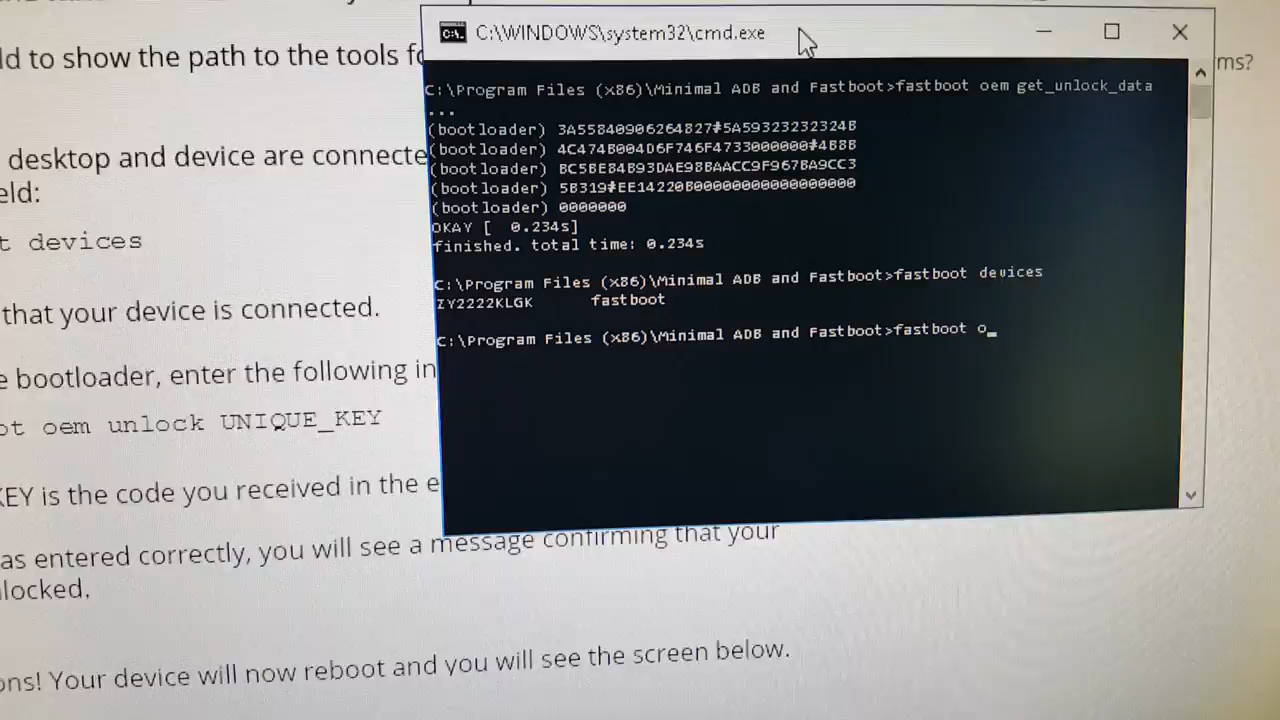 ld to show the path to the tools fo
ms?
desktop and device are connecte
eld:
t devices
that your device is connected.
e bootloader, enter the following in
ot oem unlock UNIQUE_KEY
KEY is the code you received in the e
as entered correctly, you will see a message confirming that your
nlocked.
ons! Your device will now reboot and you will see the screen below.
C:\WINDOWS\system32\cmd.exe
C:\Program Files (x86)\Minimal ADB and Fastboot>fastboot oem get_unlock_data
...
(bootloader) 3A55840906264827#5A59323232324B
(bootloader) 4C474B004D6F746F4733000000#4BBB
(bootloader) BC5BE84B93DAE98BAACC9F967BA9CC3
(bootloader) 5B319#EE14220B00000000000000000
(bootloader) 0000000
OKAY [  0.234s]
finished. total time: 0.234s
C:\Program Files (x86)\Minimal ADB and Fastboot>fastboot devices
ZY2222KLGK fastboot
C:\Program Files (x86)\Minimal ADB and Fastboot>fastboot o_